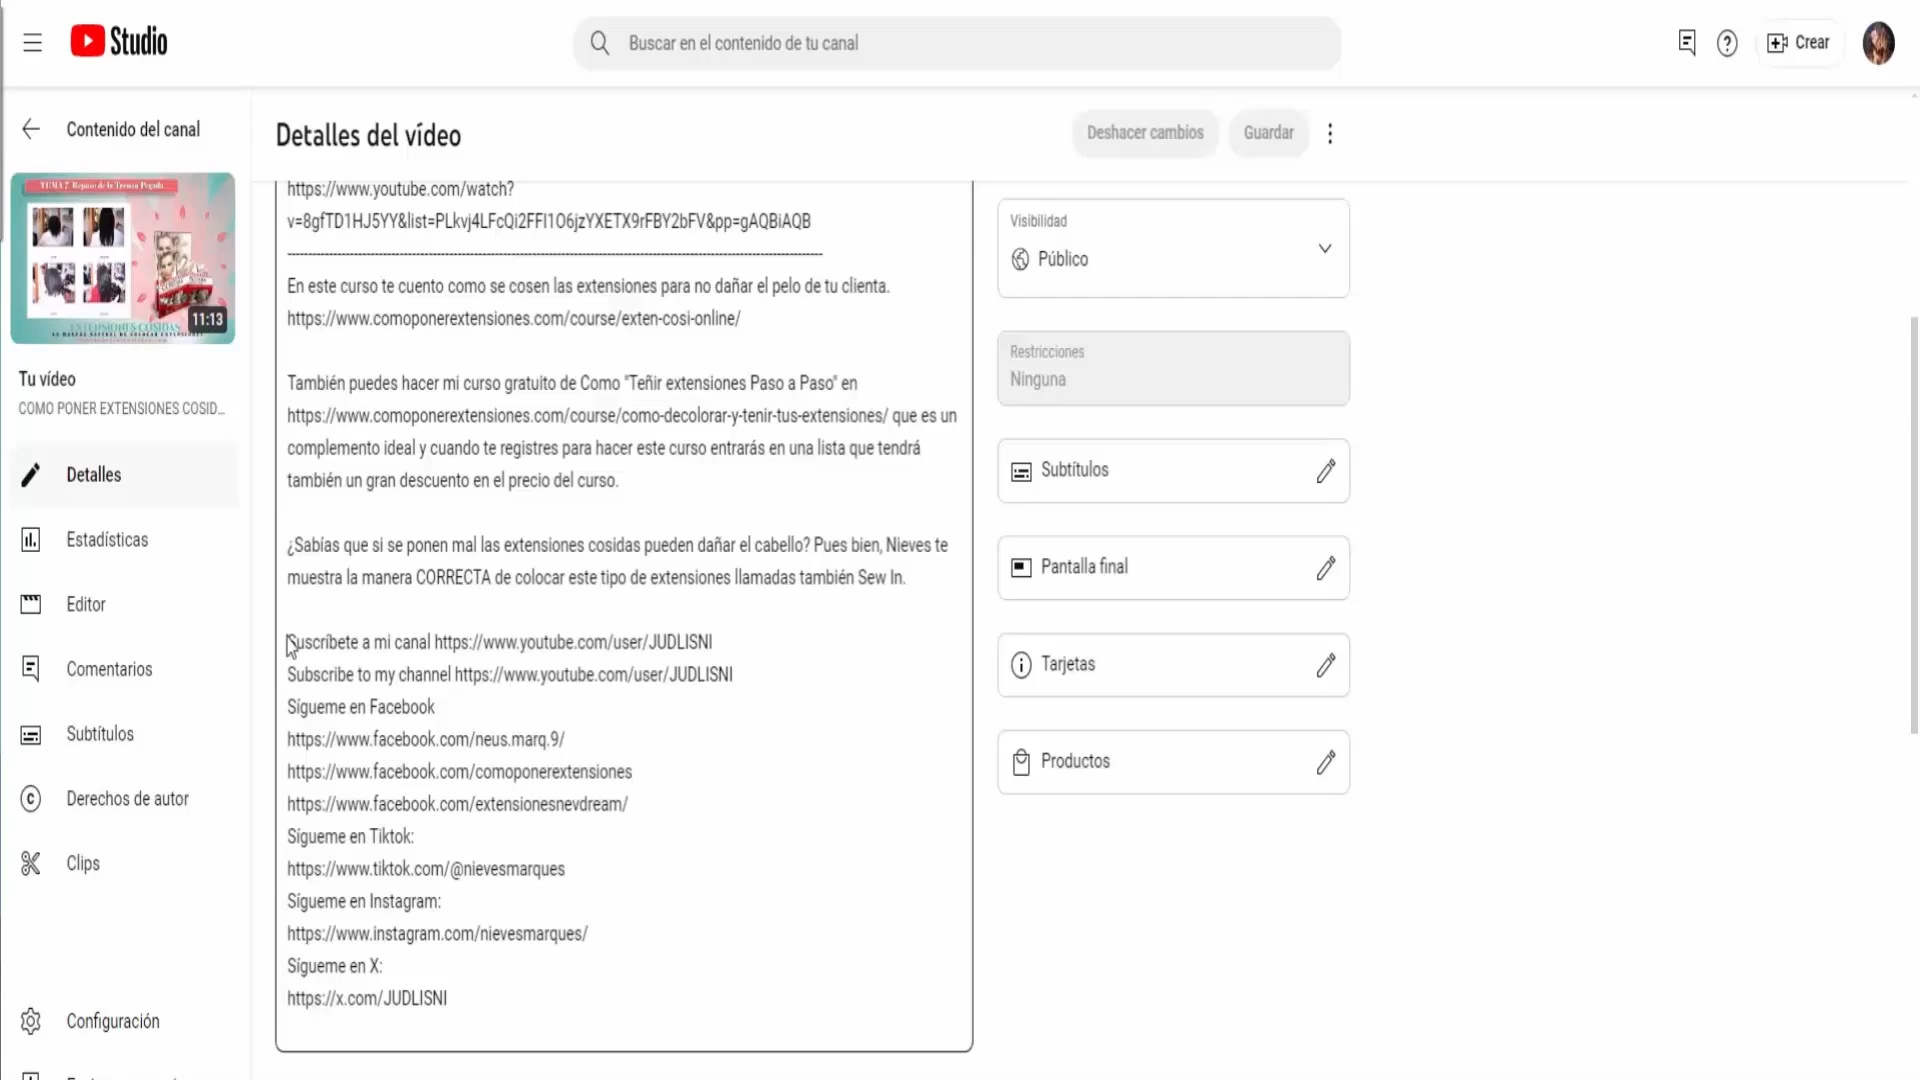 Studio
Buscar en el contenido de tu canal
Crear
Contenido del canal
Detalles del vídeo
Deshacer cambios
Guardar
TEMA 7. Repaso de la Trenza Pegada
EXTENSIONES COSIDAS
11:13
Tu vídeo
COMO PONER EXTENSIONES COSID...
Detalles
Estadísticas
Editor
Comentarios
Subtítulos
Derechos de autor
Clips
Configuración
https://www.youtube.com/watch?
v=8gfTD1HJ5YY&list=PLkvj4LFcQi2FFI1O6jzYXETX9rFBY2bFV&pp=gAQBiAQB
En este curso te cuento como se cosen las extensiones para no dañar el pelo de tu clienta.
https://www.comoponerextensiones.com/course/exten-cosi-online/
También puedes hacer mi curso gratuito de Como "Teñir extensiones Paso a Paso" en
https://www.comoponerextensiones.com/course/como-decolorar-y-tenir-tus-extensiones/ que es un
complemento ideal y cuando te registres para hacer este curso entrarás en una lista que tendrá
también un gran descuento en el precio del curso.
¿Sabías que si se ponen mal las extensiones cosidas pueden dañar el cabello? Pues bien, Nieves te
muestra la manera CORRECTA de colocar este tipo de extensiones llamadas también Sew In.
Suscríbete a mi canal https://www.youtube.com/user/JUDLISNI
Subscribe to my channel https://www.youtube.com/user/JUDLISNI
Sígueme en Facebook
https://www.facebook.com/neus.marq.9/
https://www.facebook.com/comoponerextensiones
https://www.facebook.com/extensionesnevdream/
Sígueme en Tiktok:
https://www.tiktok.com/@nievesmarques
Sígueme en Instagram:
https://www.instagram.com/nievesmarques/
Sígueme en X:
https://x.com/JUDLISNI
Visibilidad
Público
Restricciones
Ninguna
Subtítulos
Pantalla final
Tarjetas
Productos